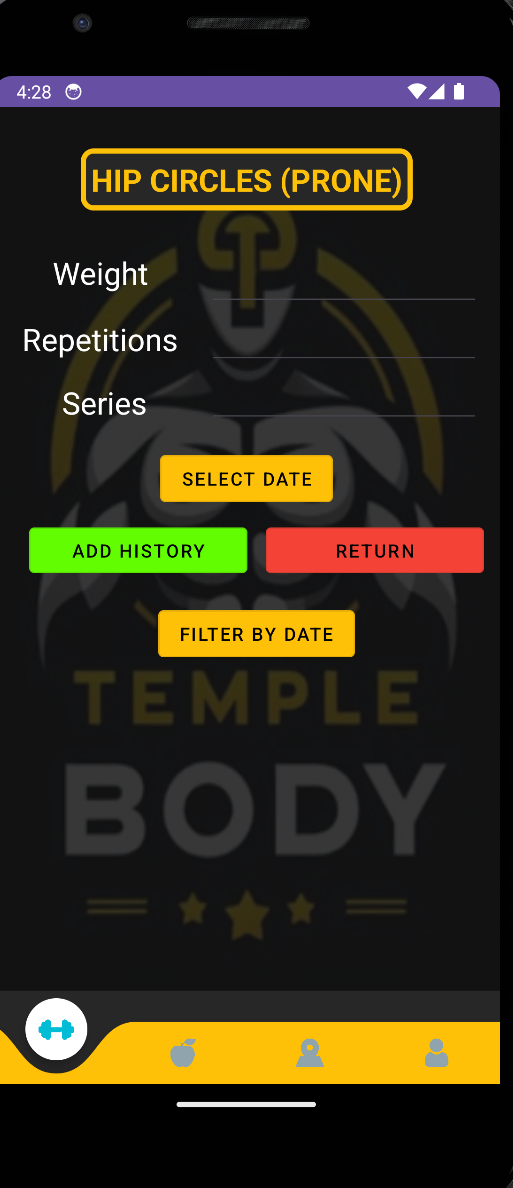 4:28
HIP CIRCLES (PRONE)
Weight
Repetitions
Series
SELECT DATE
ADD HISTORY
RETURN
FILTER BY DATE
TEMPLE
BODY